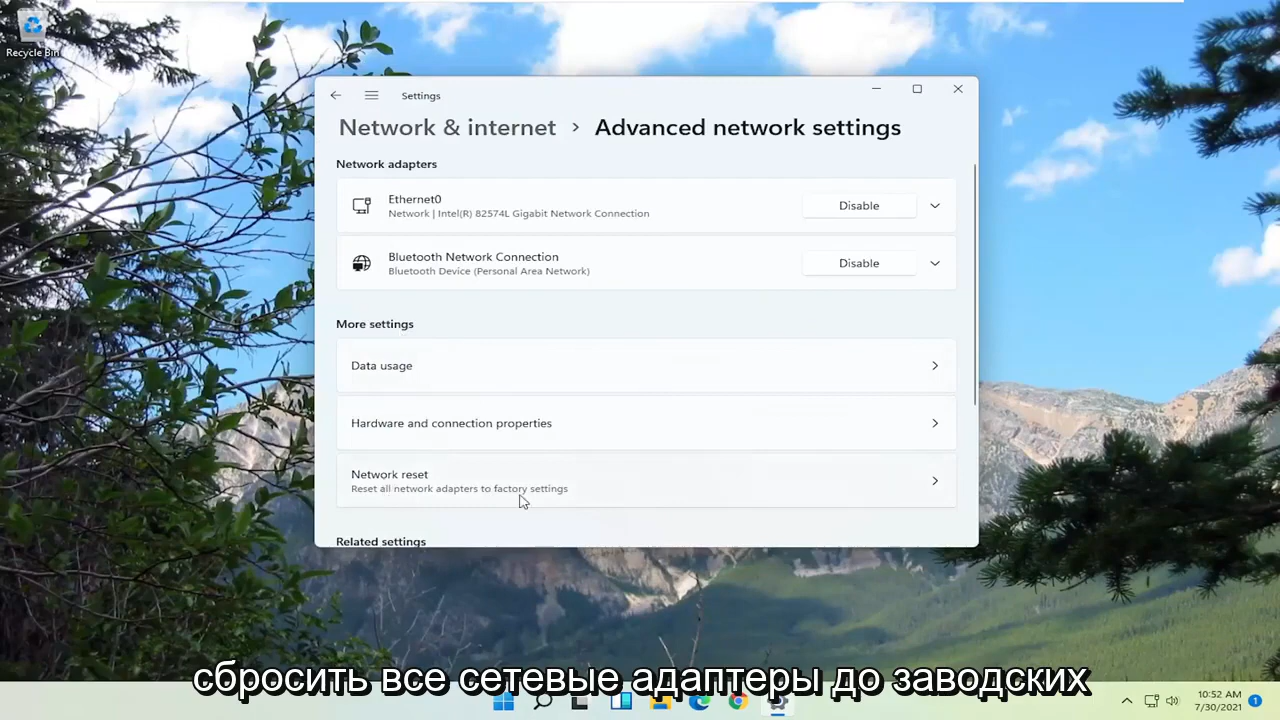 Recycle Bin
Settings
Network & internet > Advanced network settings
Network adapters
Ethernet0
Network | Intel(R) 82574L Gigabit Network Connection
Disable
Bluetooth Network Connection
Bluetooth Device (Personal Area Network)
Disable
More settings
Data usage
Hardware and connection properties
Network reset
Reset all network adapters to factory settings
Related settings
сбросить все сетевые адаптеры до заводских
10:52 AM
7/30/2021
1